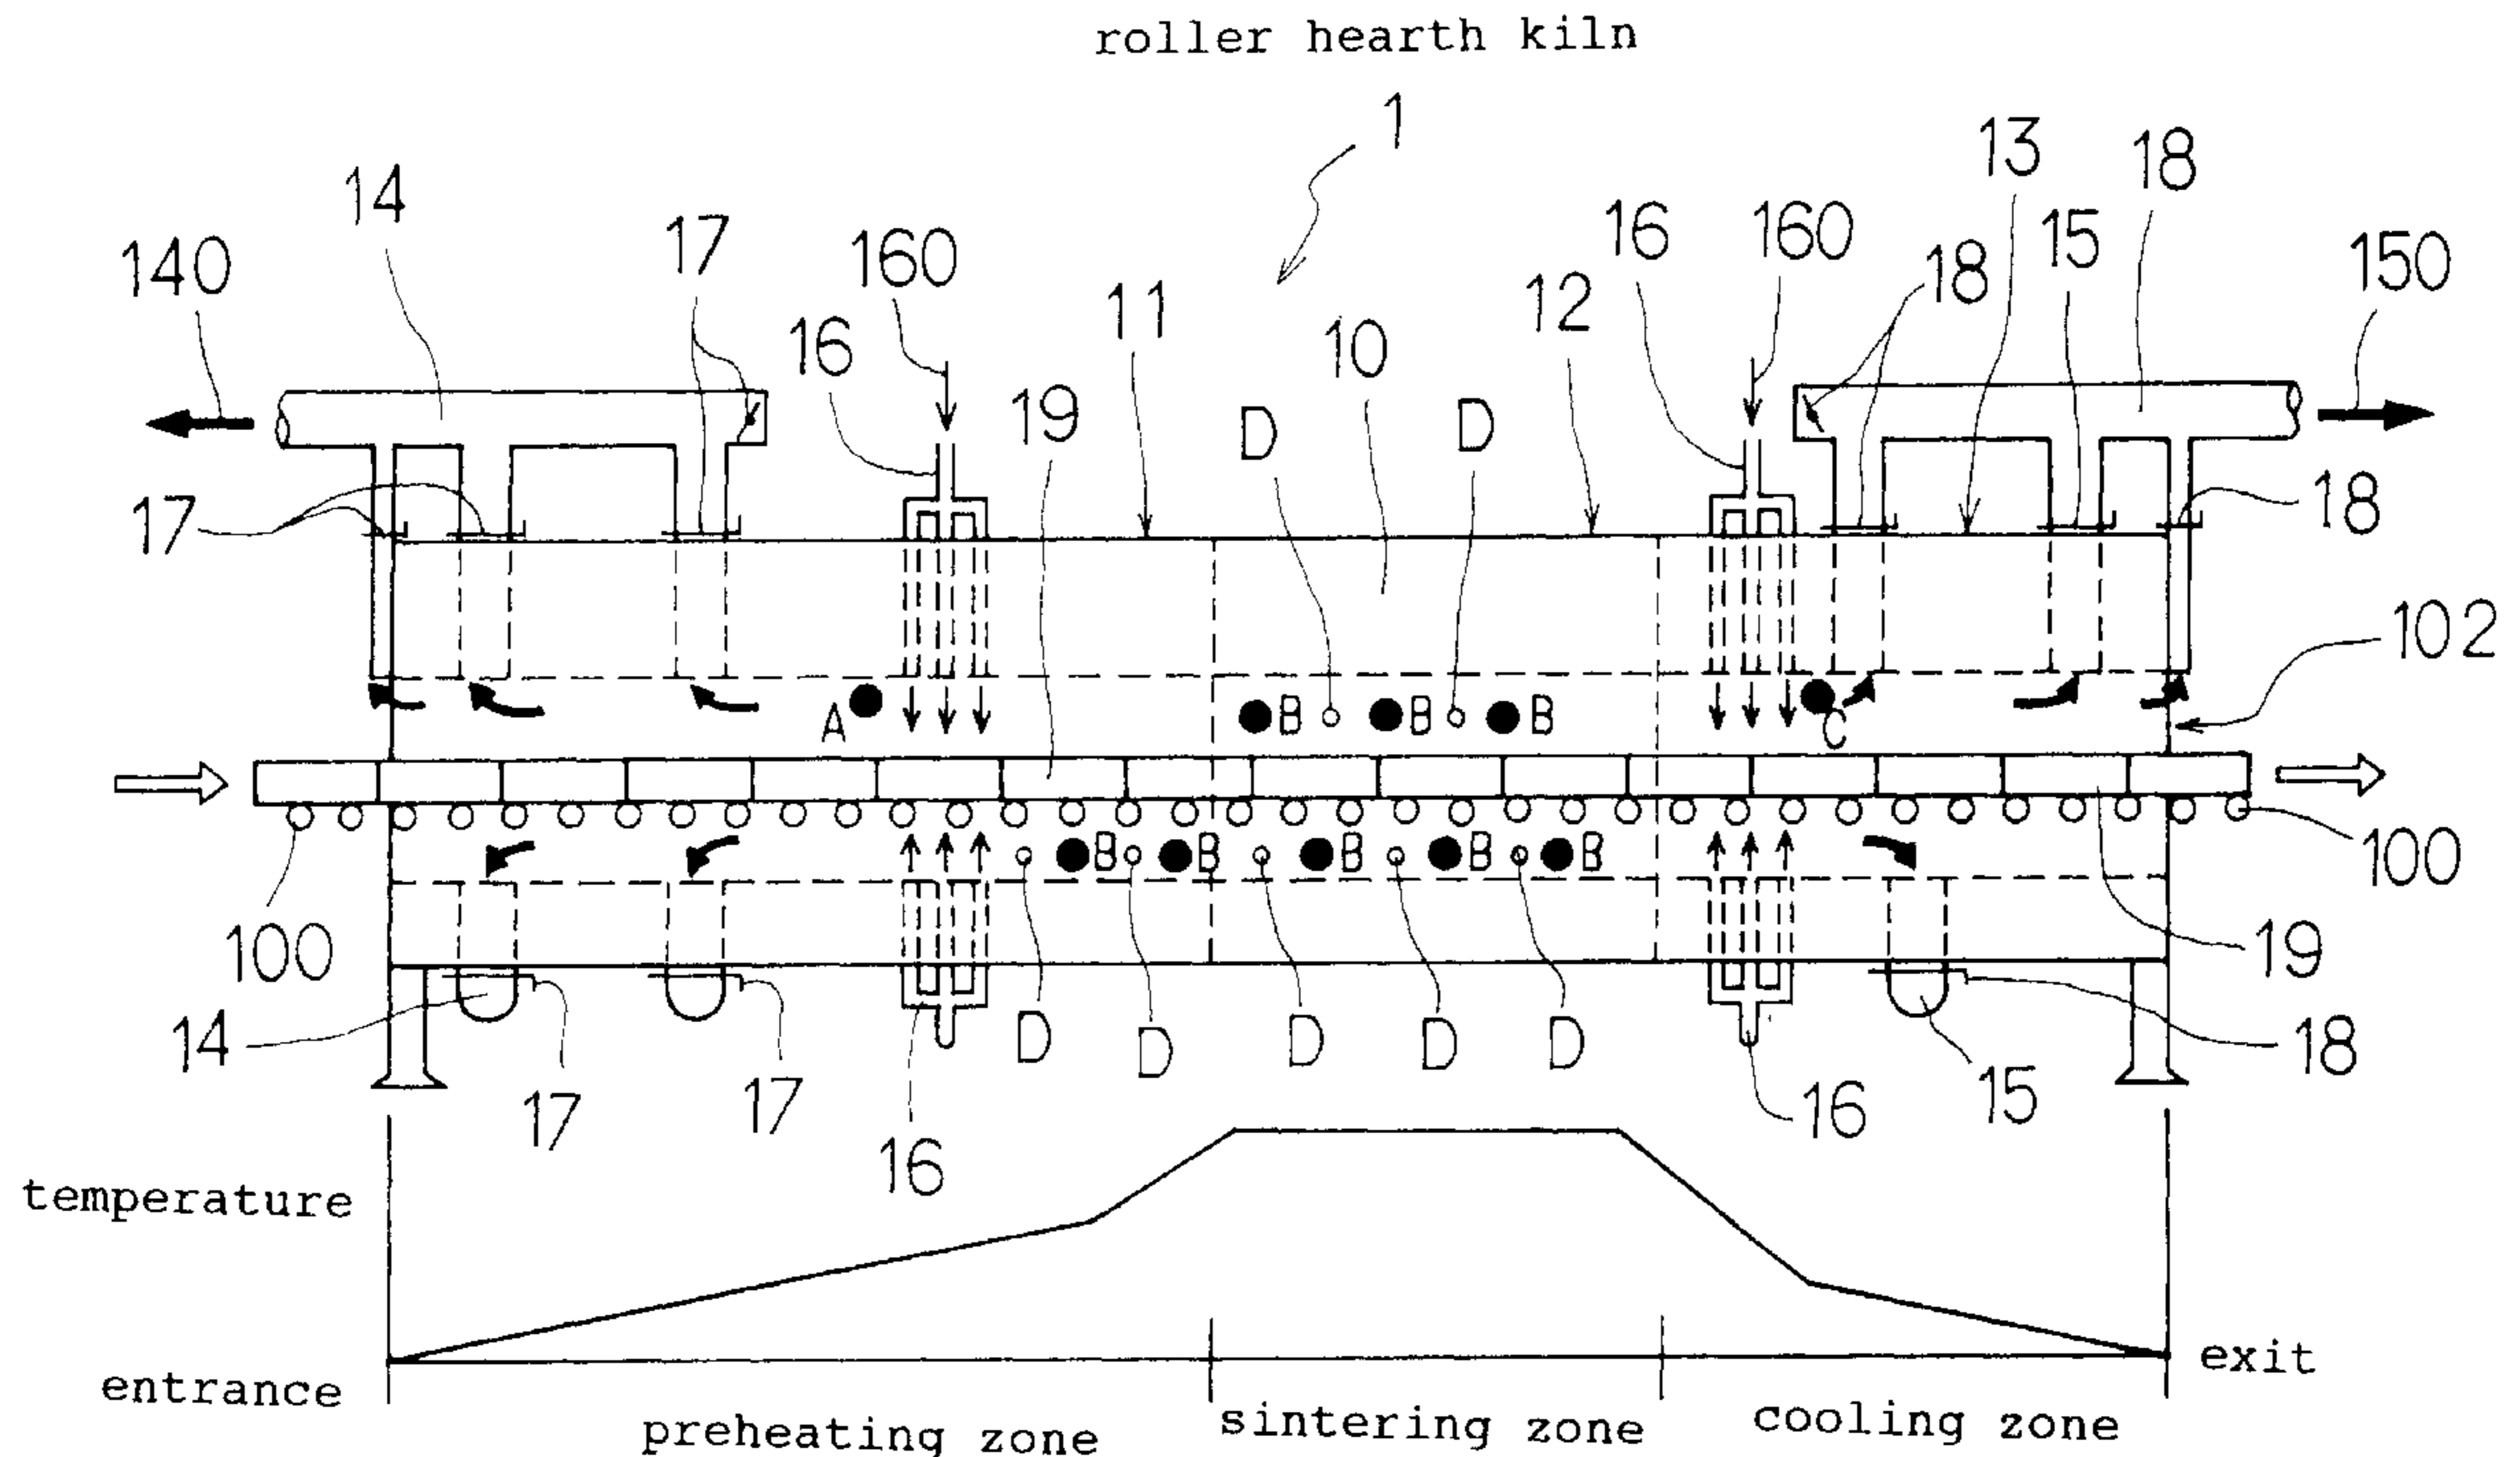 roller hearth kiln
1
14
17
160
16
160
13
15
18
140
16
11
10
12
18
150
19
D
D
17
18
102
A
B
B
B
C
B
B
B
B
B
100
100
19
14
17
17
16
D
D
D
D
D
16
15
18
temperature
entrance
exit
preheating zone
sintering zone
cooling zone